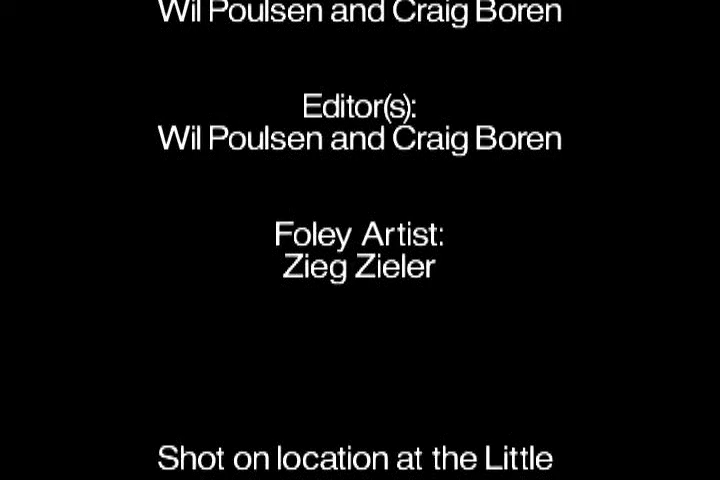 Wil Poulsen and Craig Boren
Editor(s):
Wil Poulsen and Craig Boren
Foley Artist:
Zieg Zieler
Shot on location at the Little